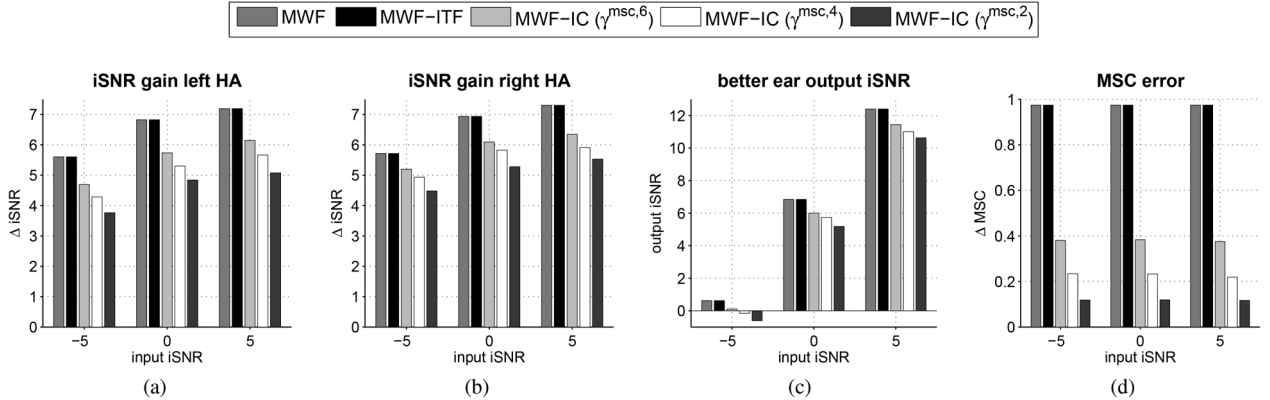 MWF MWF−ITF MWF−IC (γ^msc,6) MWF−IC (γ^msc,4) MWF−IC (γ^msc,2)
iSNR gain left HA
7
6
5
4
3
2
1
0
Δ iSNR
−5 0 5
input iSNR
(a)
iSNR gain right HA
7
6
5
4
3
2
1
0
Δ iSNR
−5 0 5
input iSNR
(b)
better ear output iSNR
12
10
8
6
4
2
0
output iSNR
−5 0 5
input iSNR
(c)
MSC error
1
0.8
0.6
0.4
0.2
0
Δ MSC
−5 0 5
input iSNR
(d)